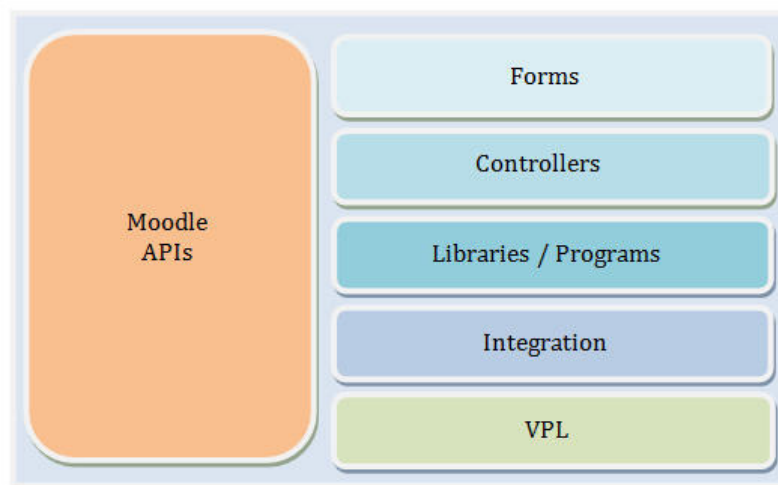 Moodle
APIs
Forms
Controllers
Libraries / Programs
Integration
VPL